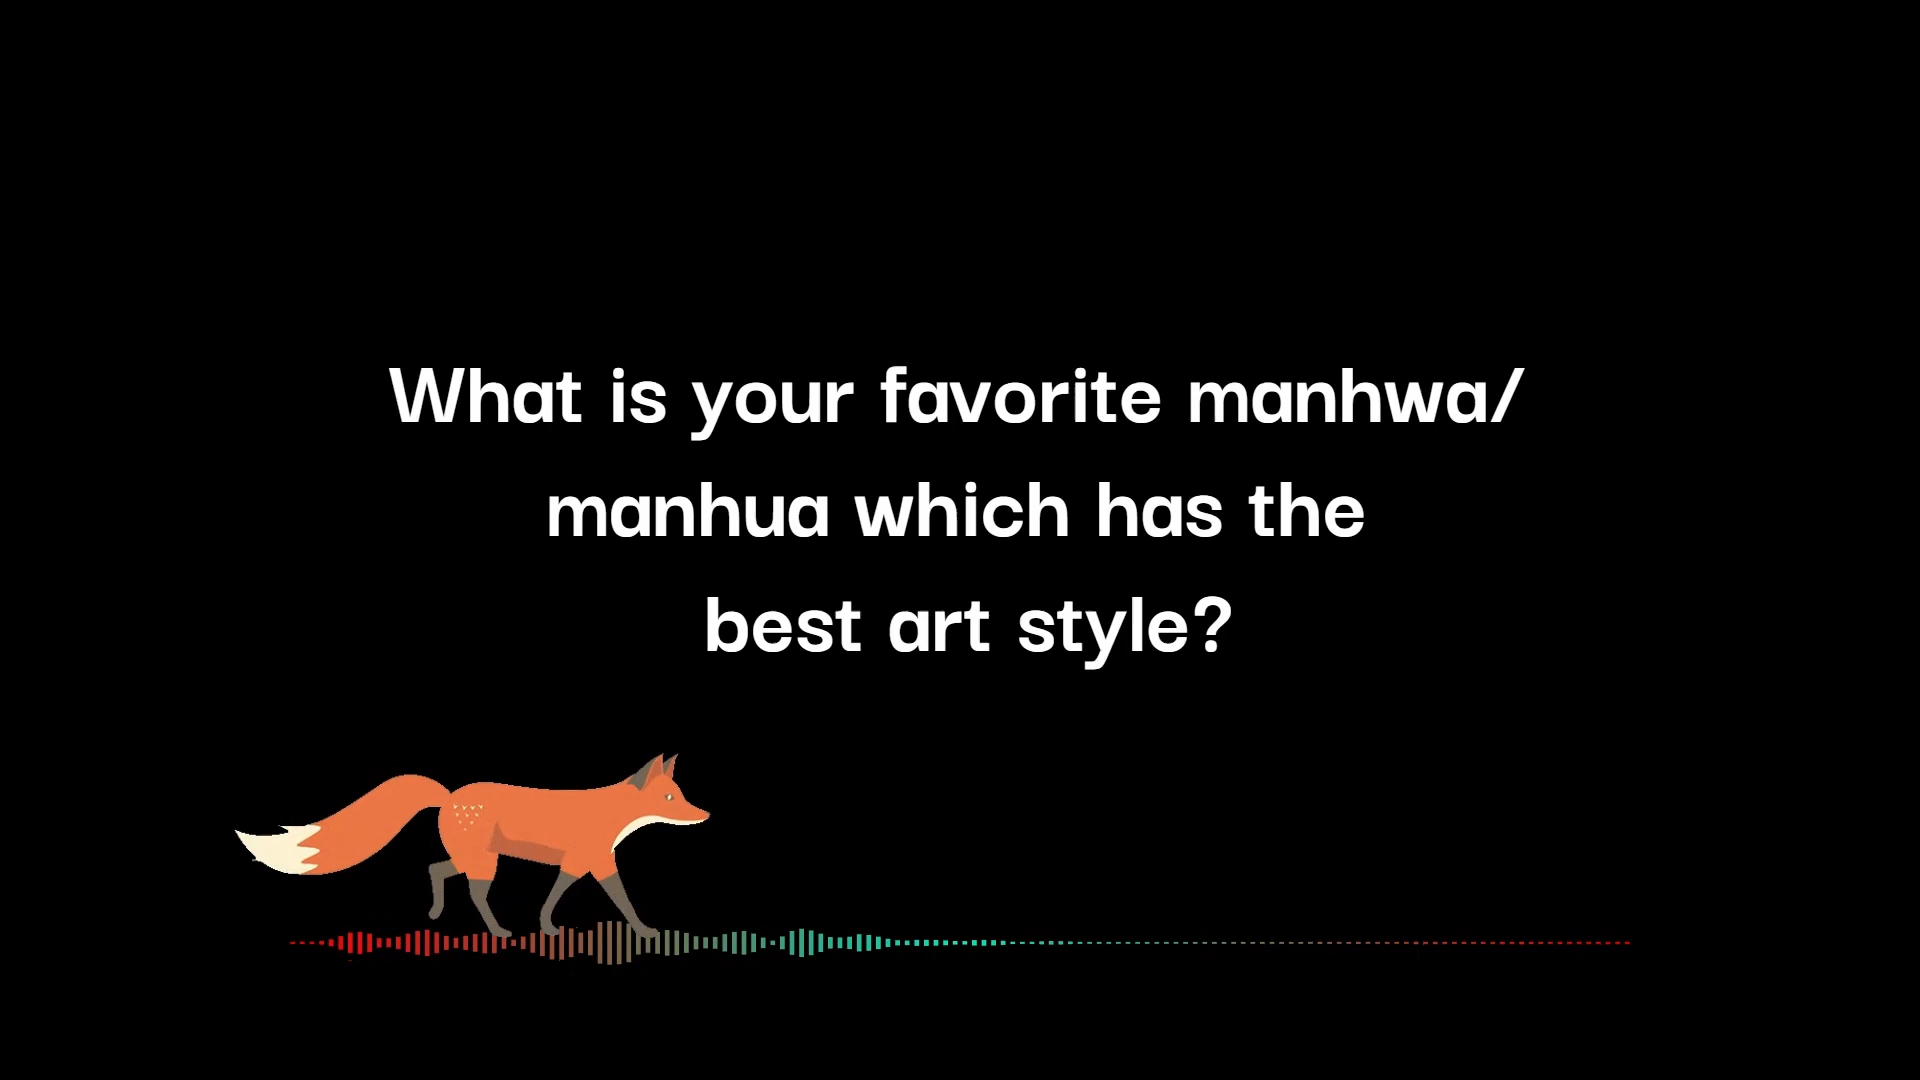 What is your favorite manhwa/
manhua which has the
best art style?